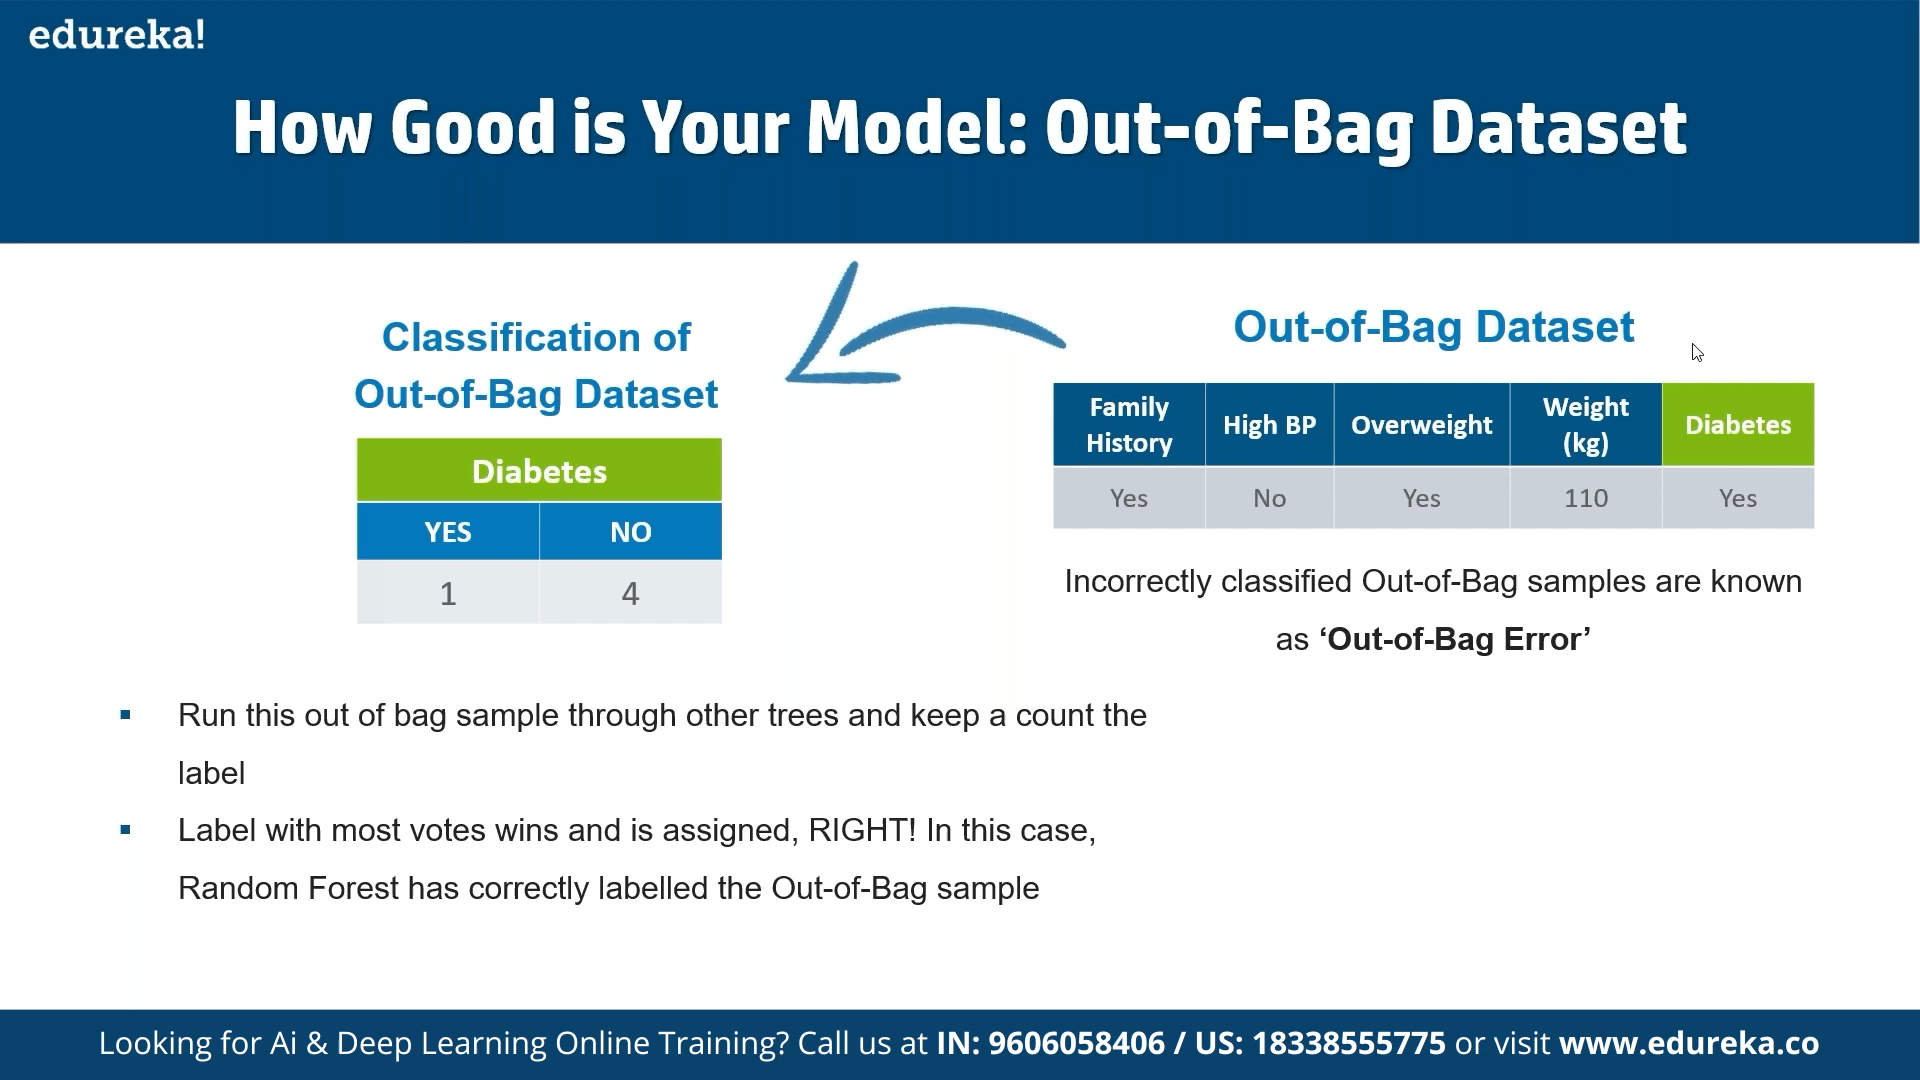 edureka!
How Good is Your Model: Out-of-Bag Dataset
Classification of
Out-of-Bag Dataset
Diabetes
YES NO
1 4
Out-of-Bag Dataset
Family History High BP Overweight Weight (kg) Diabetes
Yes No Yes 110 Yes
Incorrectly classified Out-of-Bag samples are known
as ‘Out-of-Bag Error’
▪ Run this out of bag sample through other trees and keep a count the
label
▪ Label with most votes wins and is assigned, RIGHT! In this case,
Random Forest has correctly labelled the Out-of-Bag sample
Looking for Ai & Deep Learning Online Training? Call us at IN: 9606058406 / US: 18338555775 or visit www.edureka.co